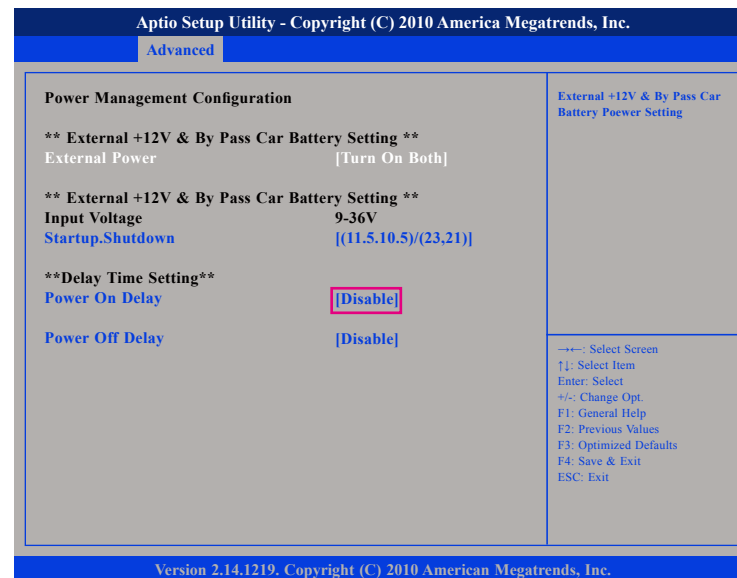 Aptio Setup Utility - Copyright (C) 2010 America Megatrends, Inc.
Advanced
Power Management Configuration
** External +12V & By Pass Car Battery Setting **
External Power [Turn On Both]
** External +12V & By Pass Car Battery Setting **
Input Voltage 9-36V
Startup.Shutdown [(11.5.10.5)/(23,21)]
**Delay Time Setting**
Power On Delay [Disable]
Power Off Delay [Disable]
External +12V & By Pass Car
Battery Poewer Setting
→←: Select Screen
↑↓: Select Item
Enter: Select
+/-: Change Opt.
F1: General Help
F2: Previous Values
F3: Optimized Defaults
F4: Save & Exit
ESC: Exit
Version 2.14.1219. Copyright (C) 2010 American Megatrends, Inc.